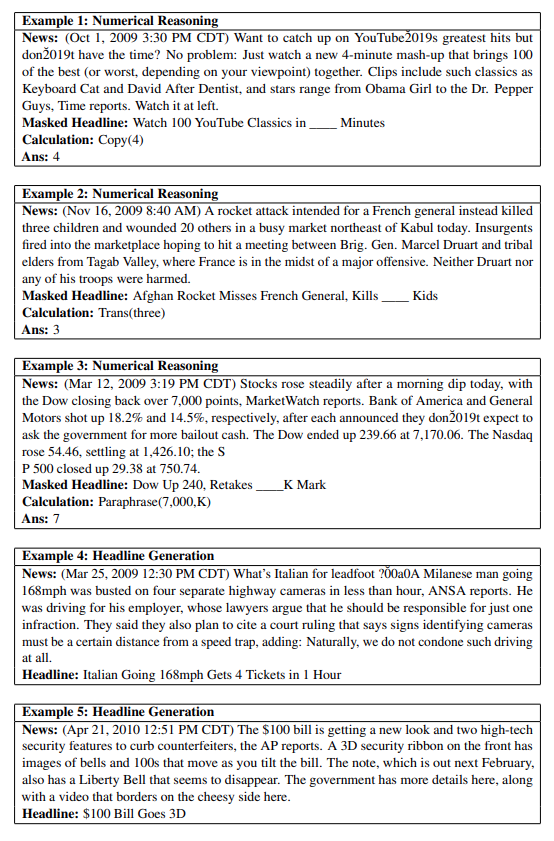 Example 1: Numerical Reasoning
News: (Oct 1, 2009 3:30 PM CDT) Want to catch up on YouTube2̆019s greatest hits but
don2̆019t have the time? No problem: Just watch a new 4-minute mash-up that brings 100
of the best (or worst, depending on your viewpoint) together. Clips include such classics as
Keyboard Cat and David After Dentist, and stars range from Obama Girl to the Dr. Pepper
Guys, Time reports. Watch it at left.
Masked Headline: Watch 100 YouTube Classics in ____ Minutes
Calculation: Copy(4)
Ans: 4
Example 2: Numerical Reasoning
News: (Nov 16, 2009 8:40 AM) A rocket attack intended for a French general instead killed
three children and wounded 20 others in a busy market northeast of Kabul today. Insurgents
fired into the marketplace hoping to hit a meeting between Brig. Gen. Marcel Druart and tribal
elders from Tagab Valley, where France is in the midst of a major offensive. Neither Druart nor
any of his troops were harmed.
Masked Headline: Afghan Rocket Misses French General, Kills ____ Kids
Calculation: Trans(three)
Ans: 3
Example 3: Numerical Reasoning
News: (Mar 12, 2009 3:19 PM CDT) Stocks rose steadily after a morning dip today, with
the Dow closing back over 7,000 points, MarketWatch reports. Bank of America and General
Motors shot up 18.2% and 14.5%, respectively, after each announced they don2̆019t expect to
ask the government for more bailout cash. The Dow ended up 239.66 at 7,170.06. The Nasdaq
rose 54.46, settling at 1,426.10; the S
P 500 closed up 29.38 at 750.74.
Masked Headline: Dow Up 240, Retakes ____K Mark
Calculation: Paraphrase(7,000,K)
Ans: 7
Example 4: Headline Generation
News: (Mar 25, 2009 12:30 PM CDT) What's Italian for leadfoot ?0̆0a0A Milanese man going
168mph was busted on four separate highway cameras in less than hour, ANSA reports. He
was driving for his employer, whose lawyers argue that he should be responsible for just one
infraction. They said they also plan to cite a court ruling that says signs identifying cameras
must be a certain distance from a speed trap, adding: Naturally, we do not condone such driving
at all.
Headline: Italian Going 168mph Gets 4 Tickets in 1 Hour
Example 5: Headline Generation
News: (Apr 21, 2010 12:51 PM CDT) The $100 bill is getting a new look and two high-tech
security features to curb counterfeiters, the AP reports. A 3D security ribbon on the front has
images of bells and 100s that move as you tilt the bill. The note, which is out next February,
also has a Liberty Bell that seems to disappear. The government has more details here, along
with a video that borders on the cheesy side here.
Headline: $100 Bill Goes 3D